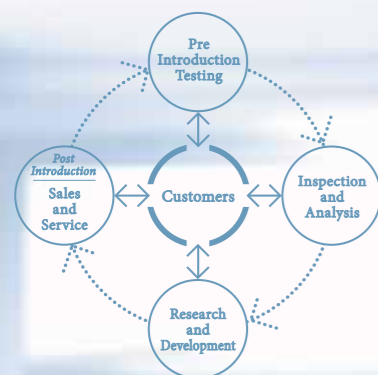 Pre
Introduction
Testing
Post
Introduction
Sales
and
Service
Customers
Inspection
and
Analysis
Research
and
Development